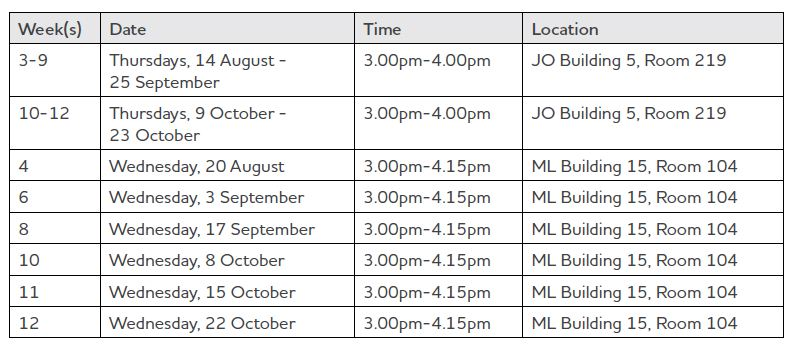 Week(s) Date Time Location
3-9 Thursdays, 14 August - 3.00pm-4.00pm JO Building 5, Room 219
25 September
10-12 Thursdays, 9 October - 3.00pm-4.00pm JO Building 5, Room 219
23 October
4 Wednesday, 20 August 3.00pm-4.15pm ML Building 15, Room 104
6 Wednesday, 3 September 3.00pm-4.15pm ML Building 15, Room 104
8 Wednesday, 17 September 3.00pm-4.15pm ML Building 15, Room 104
10 Wednesday, 8 October 3.00pm-4.15pm ML Building 15, Room 104
11 Wednesday, 15 October 3.00pm-4.15pm ML Building 15, Room 104
12 Wednesday, 22 October 3.00pm-4.15pm ML Building 15, Room 104